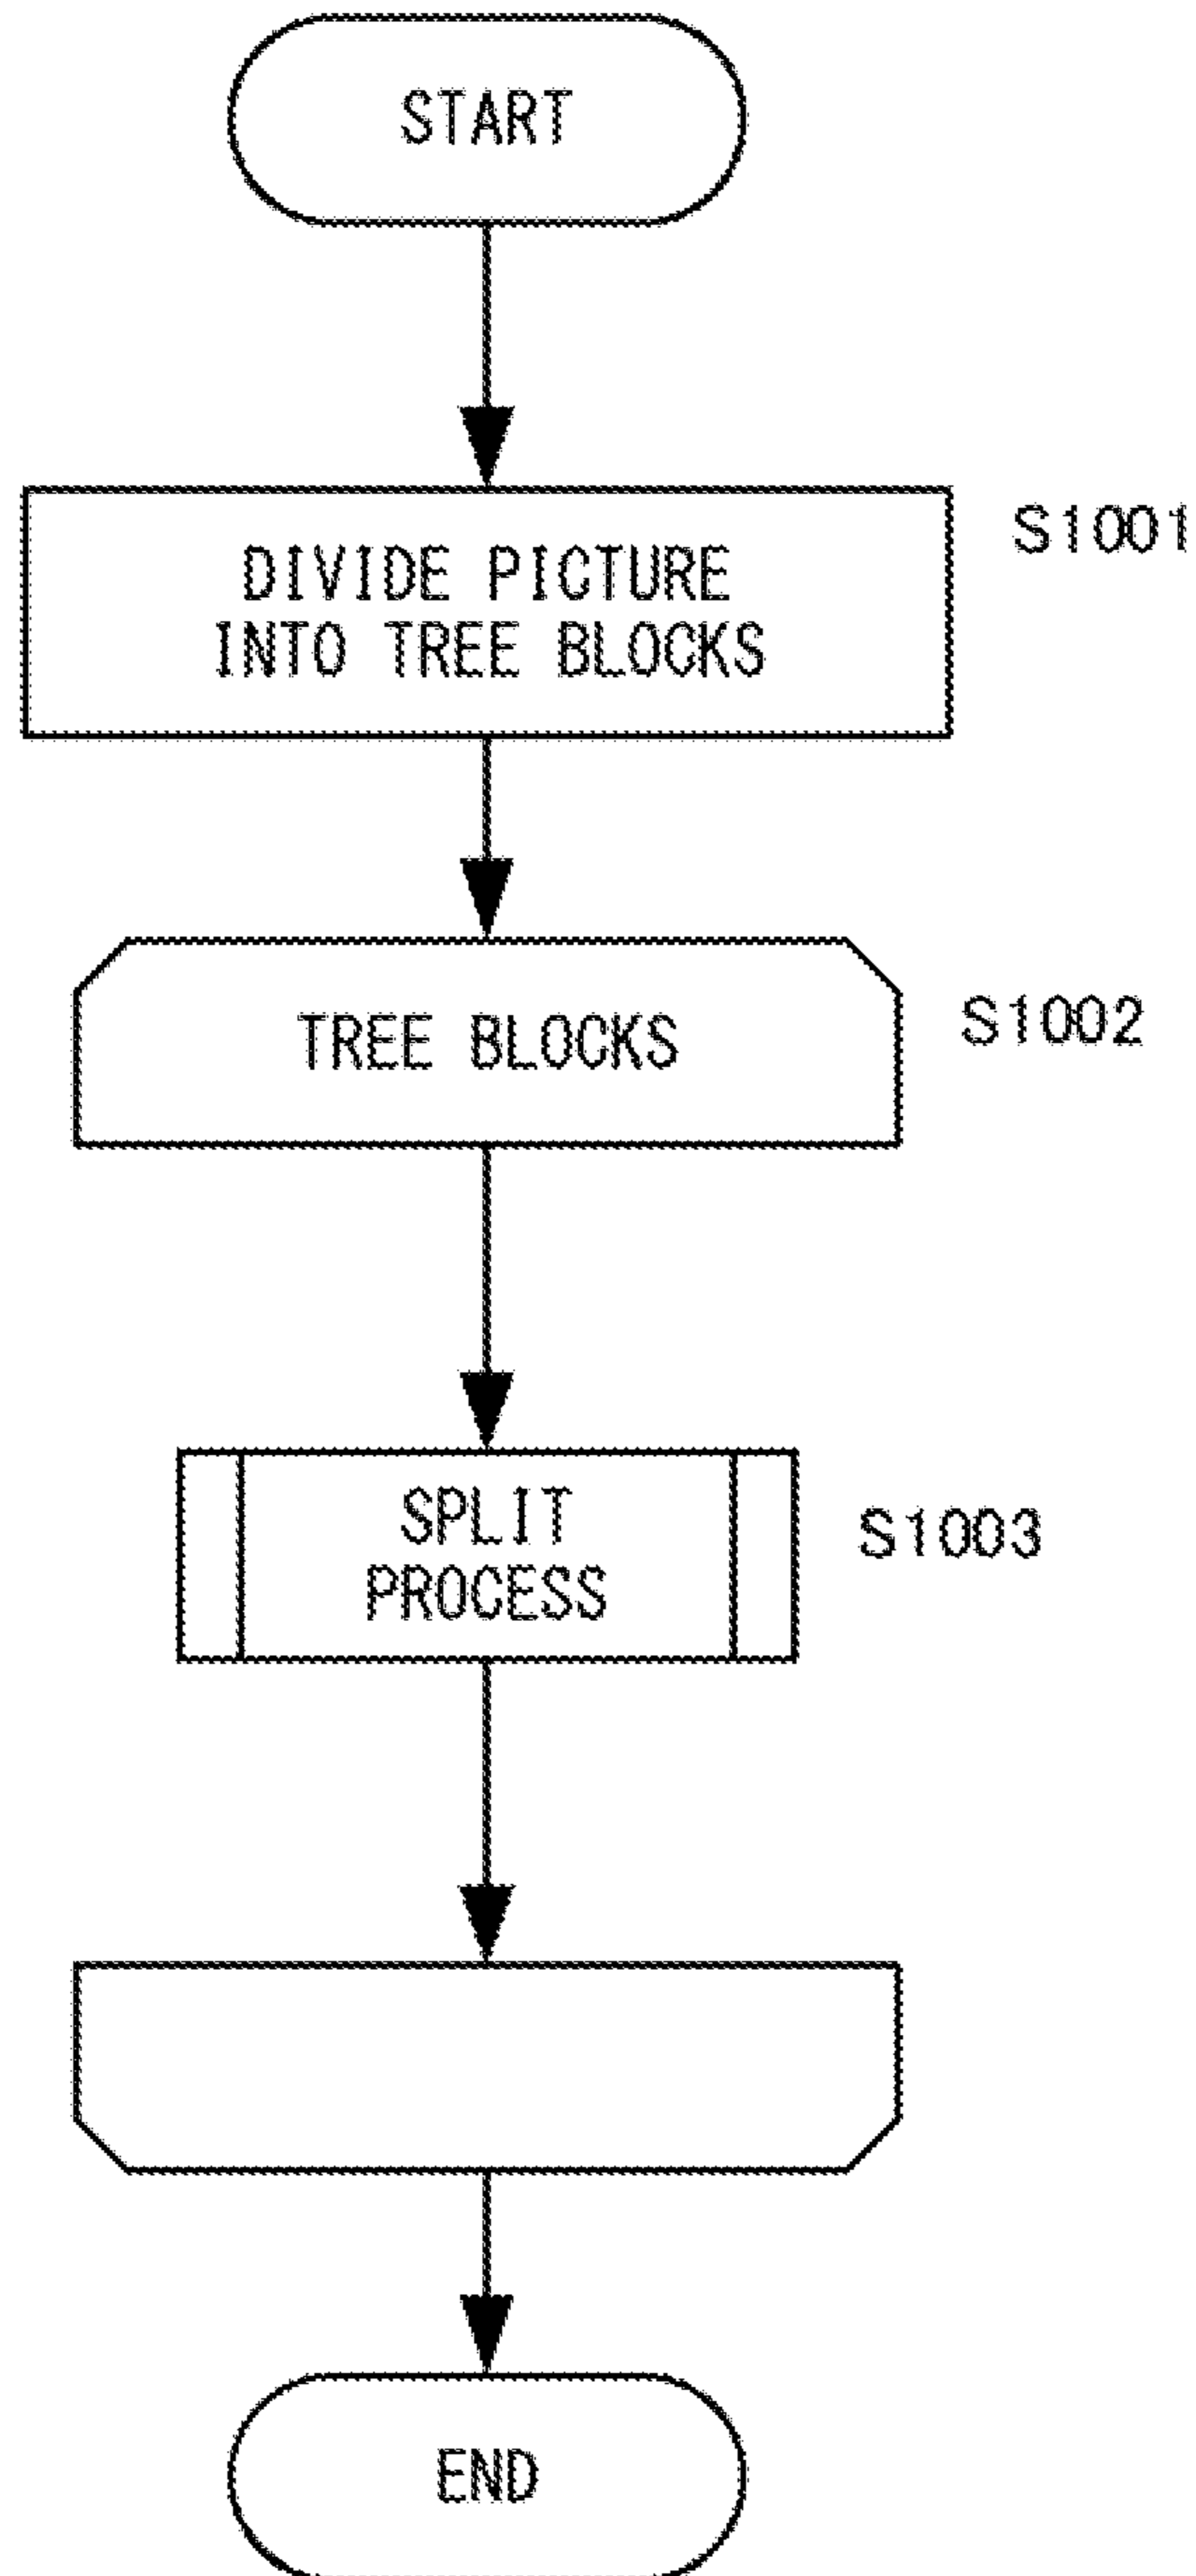 START
DIVIDE PICTURE
INTO TREE BLOCKS
S1001
TREE BLOCKS
S1002
SPLIT
PROCESS
S1003
END